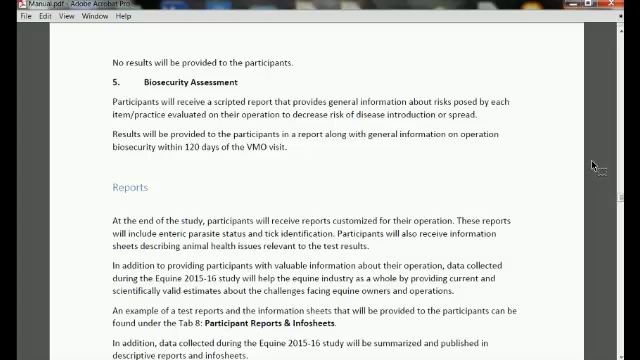 Manual.pdf - Adobe Acrobat Pro
File Edit View Window Help
No results will be provided to the participants.
5. Biosecurity Assessment
Participants will receive a scripted report that provides general information about risks posed by each
item/practice evaluated on their operation to decrease risk of disease introduction or spread.
Results will be provided to the participants in a report along with general information on operation
biosecurity within 120 days of the VMO visit.
Reports
At the end of the study, participants will receive reports customized for their operation. These reports
will include enteric parasite status and tick identification. Participants will also receive information
sheets describing animal health issues relevant to the test results.
In addition to providing participants with valuable information about their operation, data collected
during the Equine 2015-16 study will help the equine industry as a whole by providing current and
scientifically valid estimates about the challenges facing equine owners and operations.
An example of a test reports and the information sheets that will be provided to the participants can be
found under the Tab 8: Participant Reports & Infosheets.
In addition, data collected during the Equine 2015-16 study will be summarized and published in
descriptive reports and infosheets.